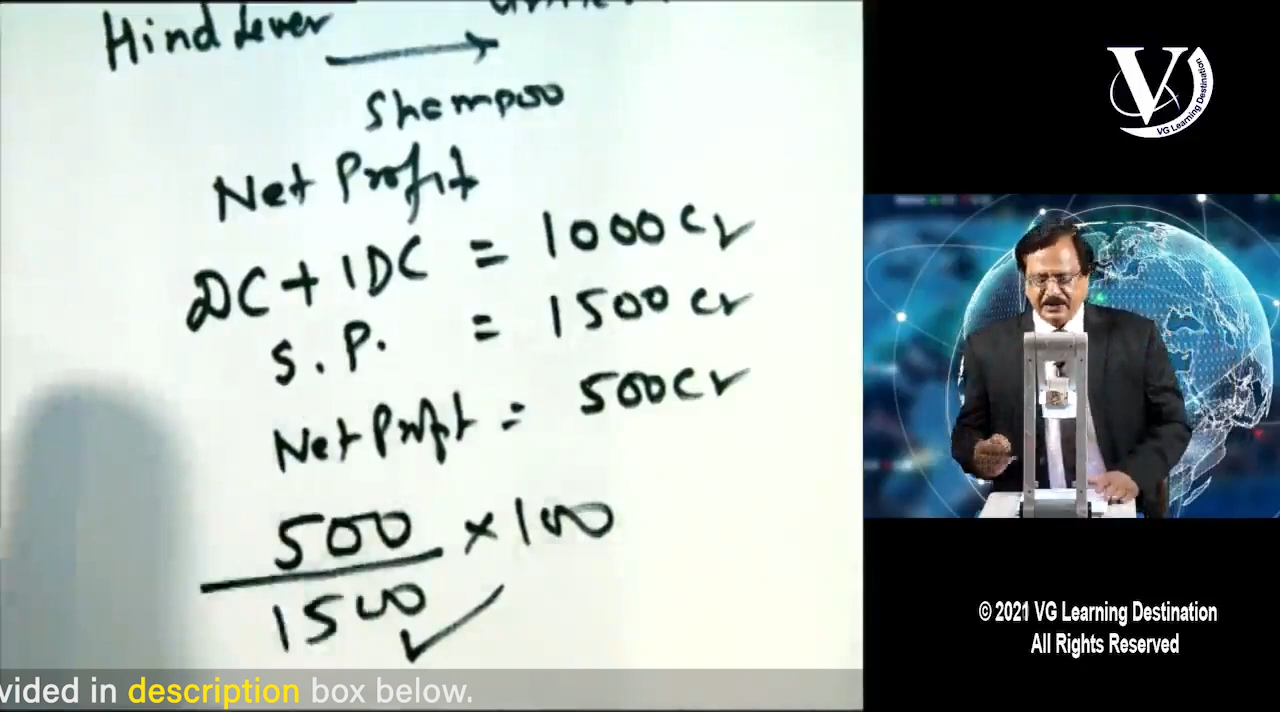 Hind Lever
Shempoo
Net Profit
DC + IDC = 1000 Cr
S.P. = 1500 Cr
Net Profit = 500 Cr
500 × 100
1500
vided in description box below.
V
VG Learning Destination
© 2021 VG Learning Destination
All Rights Reserved